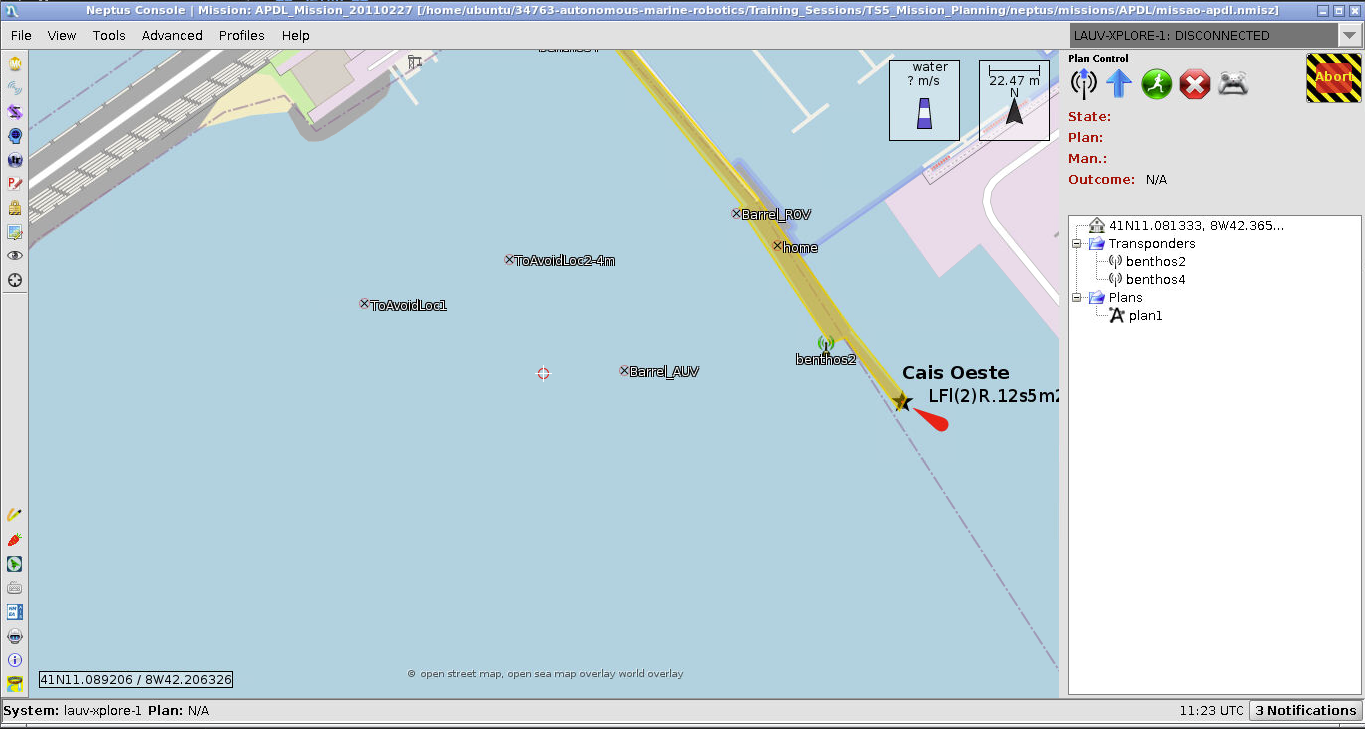 Neptus Console | Mission: APDL_Mission_20110227 [/home/ubuntu/34763-autonomous-marine-robotics/Training_Sessions/TS5_Mission_Planning/neptus/missions/APDL/missao-apdl.nmisz]
File View Tools Advanced Profiles Help
LAUV-XPLORE-1: DISCONNECTED
Plan Control
Abort
State:
Plan:
Man.:
Outcome: N/A
41N11.081333, 8W42.365...
Transponders
benthos2
benthos4
Plans
plan1
water
? m/s
22.47 m
N
Barrel_ROV
home
ToAvoidLoc2-4m
ToAvoidLoc1
benthos2
Barrel_AUV
Cais Oeste
LFl(2)R.12s5m2
41N11.089206 / 8W42.206326
© open street map, open sea map overlay world overlay
System: lauv-xplore-1 Plan: N/A
11:23 UTC
3 Notifications